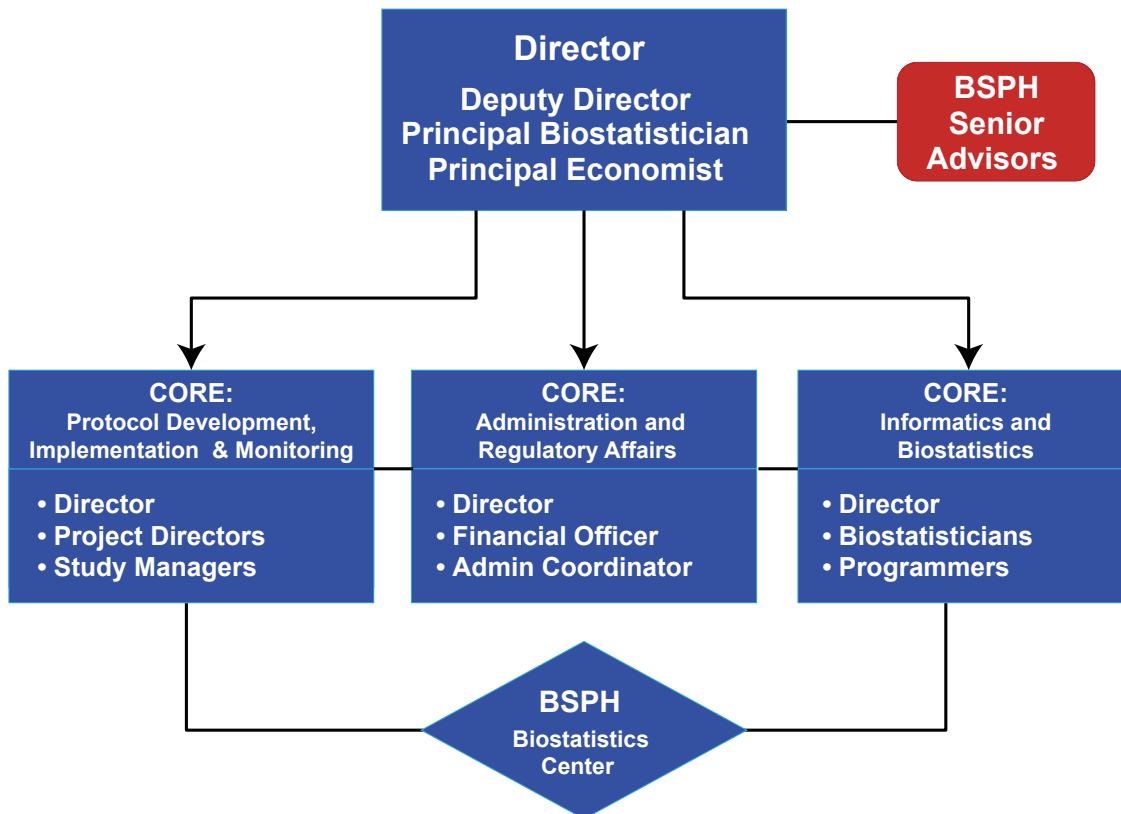 Director
Deputy Director
Principal Biostatistician
Principal Economist
BSPH
Senior
Advisors
CORE:
Protocol Development,
Implementation & Monitoring
• Director
• Project Directors
• Study Managers
CORE:
Administration and
Regulatory Affairs
• Director
• Financial Officer
• Admin Coordinator
CORE:
Informatics and
Biostatistics
• Director
• Biostatisticians
• Programmers
BSPH
Biostatistics
Center